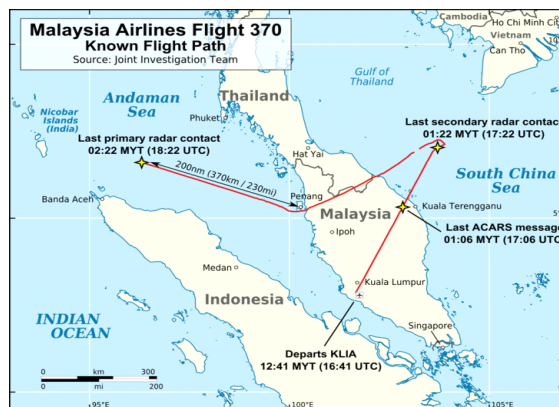 Malaysia Airlines Flight 370
Known Flight Path
Source: Joint Investigation Team
Cambodia
Ho Chi Minh Ci
Vietnam
Can Tho
10
Gulf of
Thailand
Andaman
Sea
Nicobar
Islands
(India)
Thailand
Phuket
Last primary radar contact
02:22 MYT (18:22 UTC)
Last secondary radar contac
01:22 MYT (17:22 UTC)
Hat Yai
200nm (370km / 230mi)
South China
Sea
Penang
Banda Aceh
Malaysia
Kuala Terengganu
5°
Ipoh
Last ACARS message
01:06 MYT (17:06 UTC
Medan
Kuala Lumpur
Indonesia
INDIAN
OCEAN
Singapore
Departs KLIA
12:41 MYT (16:41 UTC)
0 km 300
0 mi 200
95°E
100°E
105°E